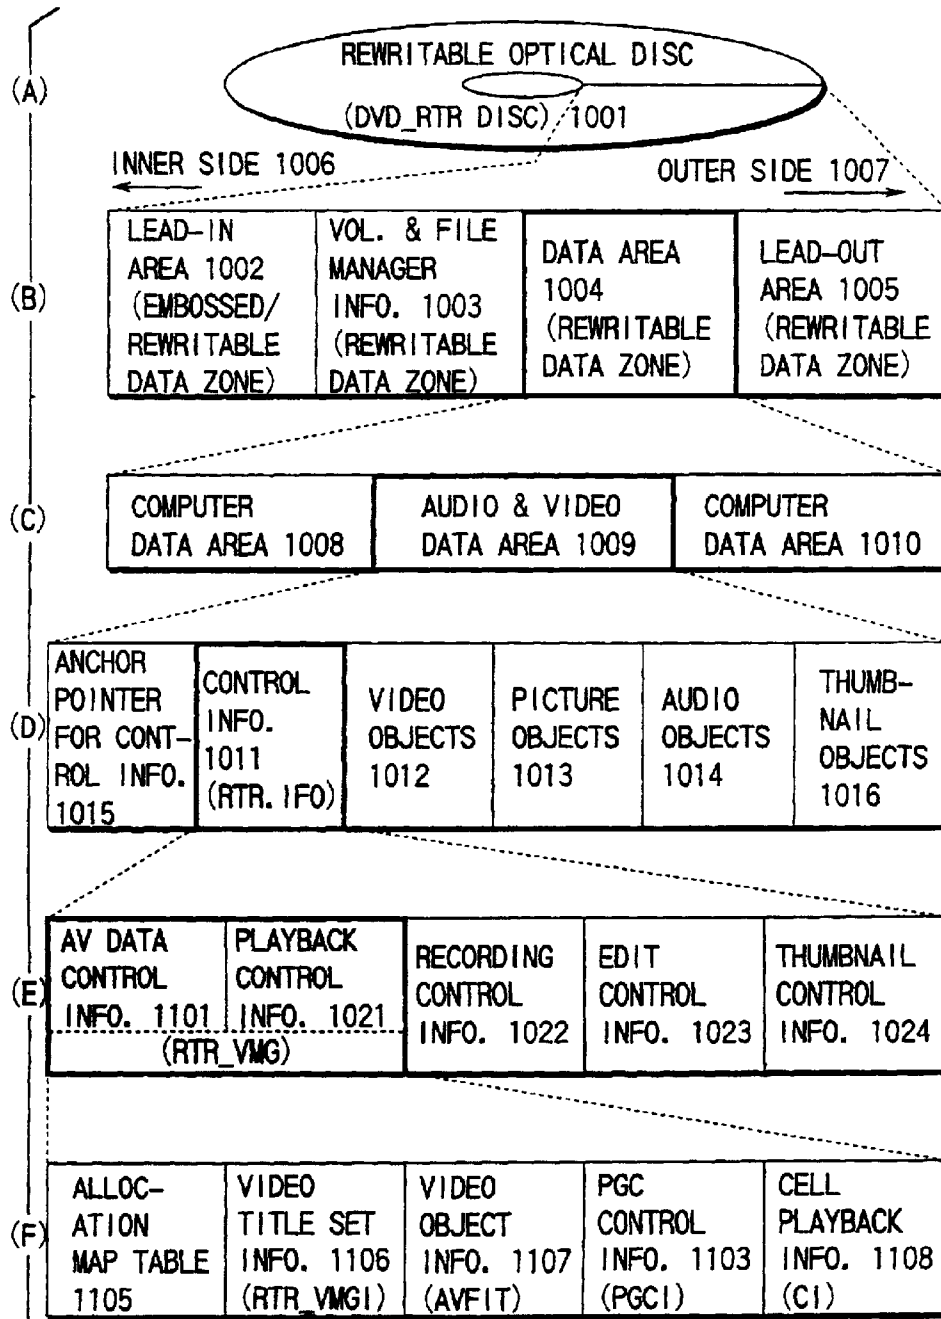 (A)
REWRITABLE OPTICAL DISC
(DVD_RTR DISC) 1001
INNER SIDE 1006
OUTER SIDE 1007
(B)
LEAD-IN
AREA 1002
(EMBOSSED/
REWRITABLE
DATA ZONE)
VOL. & FILE
MANAGER
INFO. 1003
(REWRITABLE
DATA ZONE)
DATA AREA
1004
(REWRITABLE
DATA ZONE)
LEAD-OUT
AREA 1005
(REWRITABLE
DATA ZONE)
(C)
COMPUTER
DATA AREA 1008
AUDIO & VIDEO
DATA AREA 1009
COMPUTER
DATA AREA 1010
(D)
ANCHOR
POINTER
FOR CONT-
ROL INFO.
1015
CONTROL
INFO.
1011
(RTR.IFO)
VIDEO
OBJECTS
1012
PICTURE
OBJECTS
1013
AUDIO
OBJECTS
1014
THUMB-
NAIL
OBJECTS
1016
(E)
AV DATA
CONTROL
INFO. 1101
PLAYBACK
CONTROL
INFO. 1021
(RTR_VMG)
RECORDING
CONTROL
INFO. 1022
EDIT
CONTROL
INFO. 1023
THUMBNAIL
CONTROL
INFO. 1024
(F)
ALLOC-
ATION
MAP TABLE
1105
VIDEO
TITLE SET
INFO. 1106
(RTR_VMGI)
VIDEO
OBJECT
INFO. 1107
(AVFIT)
PGC
CONTROL
INFO. 1103
(PGCI)
CELL
PLAYBACK
INFO. 1108
(CI)